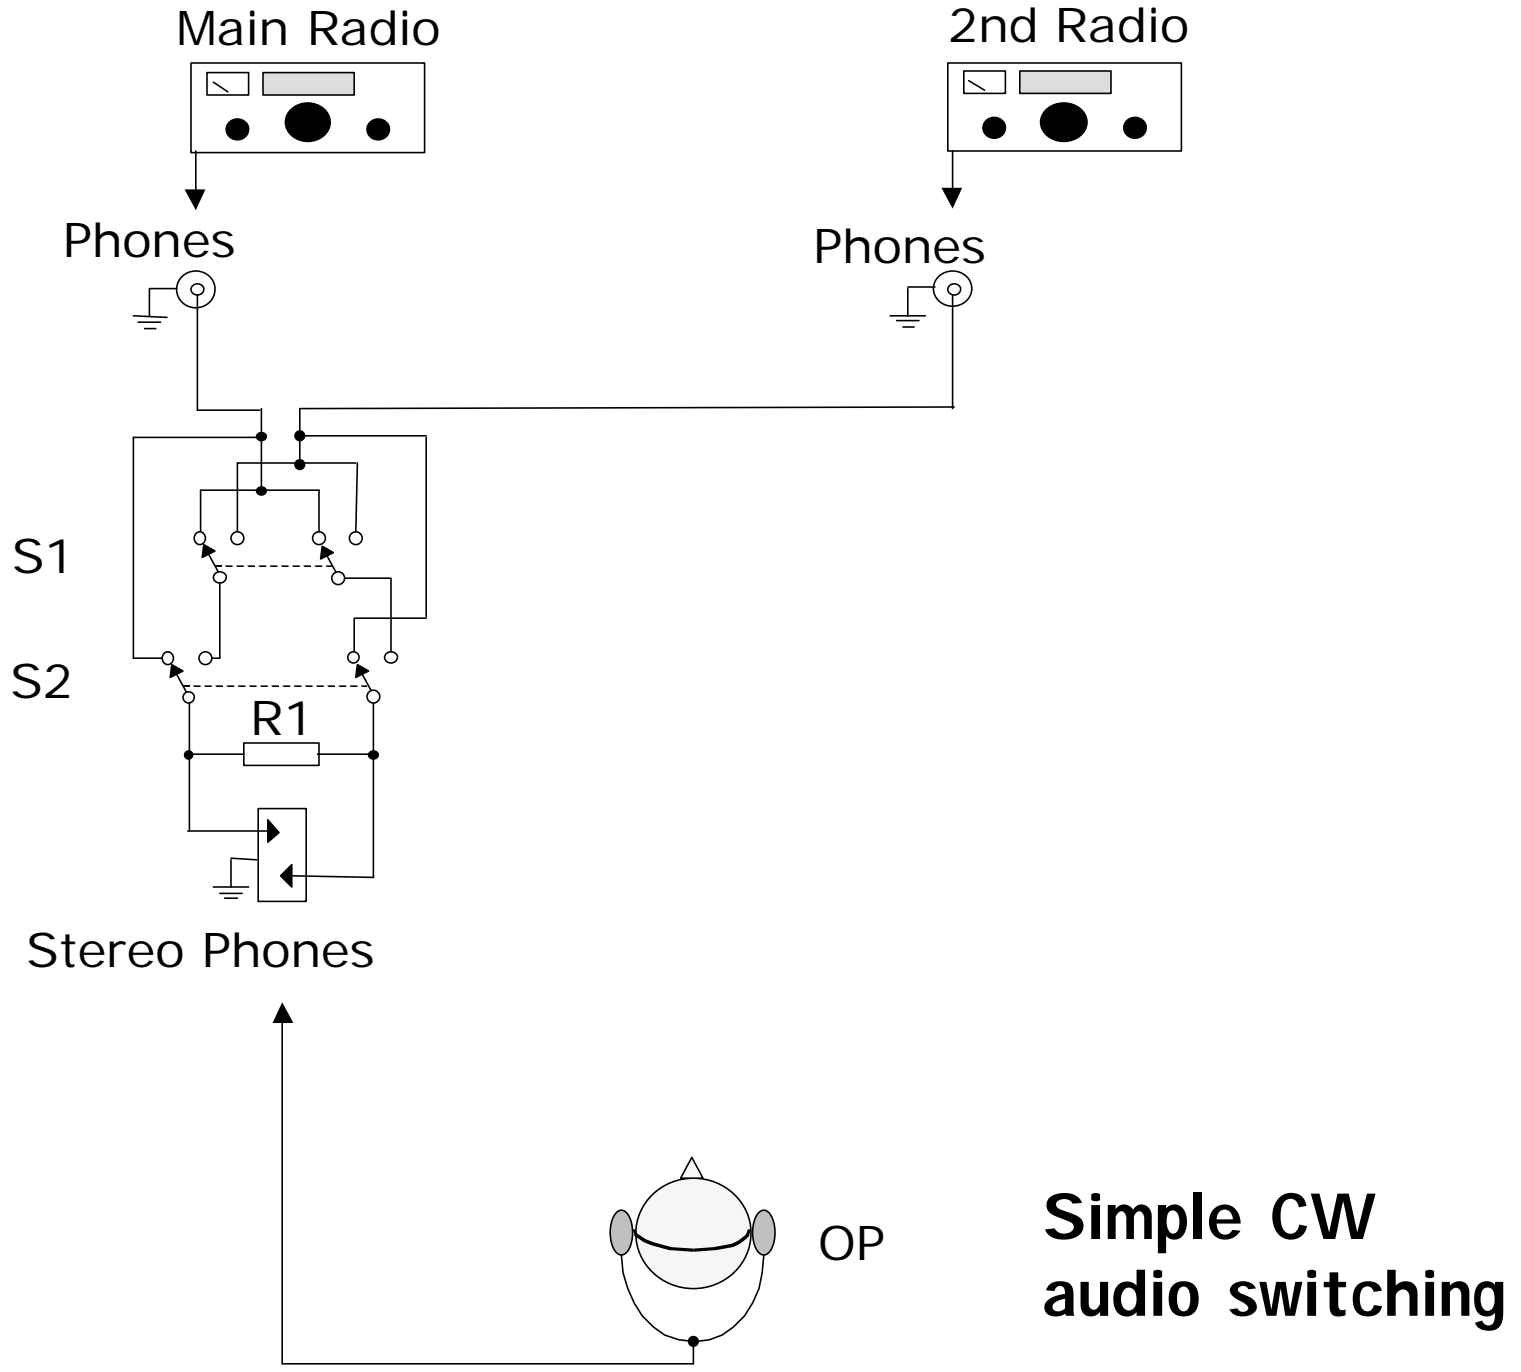 Main Radio
2nd Radio
Phones
Phones
S1
S2
R1
Stereo Phones
OP
Simple CW
audio switching